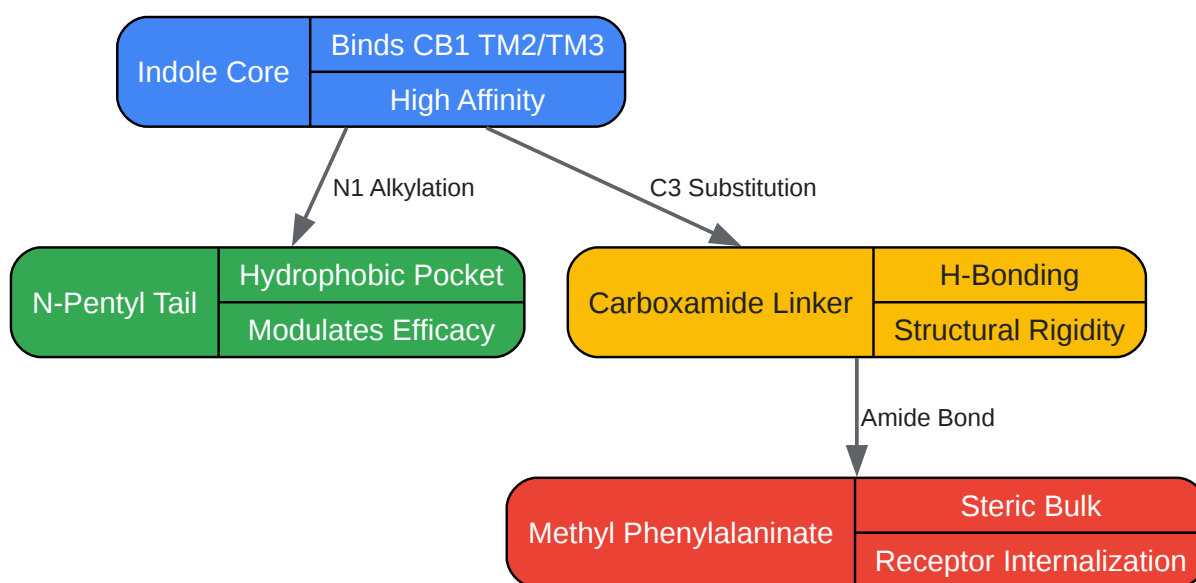 Indole Core
Binds CB1 TM2/TM3
High Affinity
N1 Alkylation
C3 Substitution
N-Pentyl Tail
Hydrophobic Pocket
Modulates Efficacy
Carboxamide Linker
H-Bonding
Structural Rigidity
Amide Bond
Methyl Phenylalaninate
Steric Bulk
Receptor Internalization